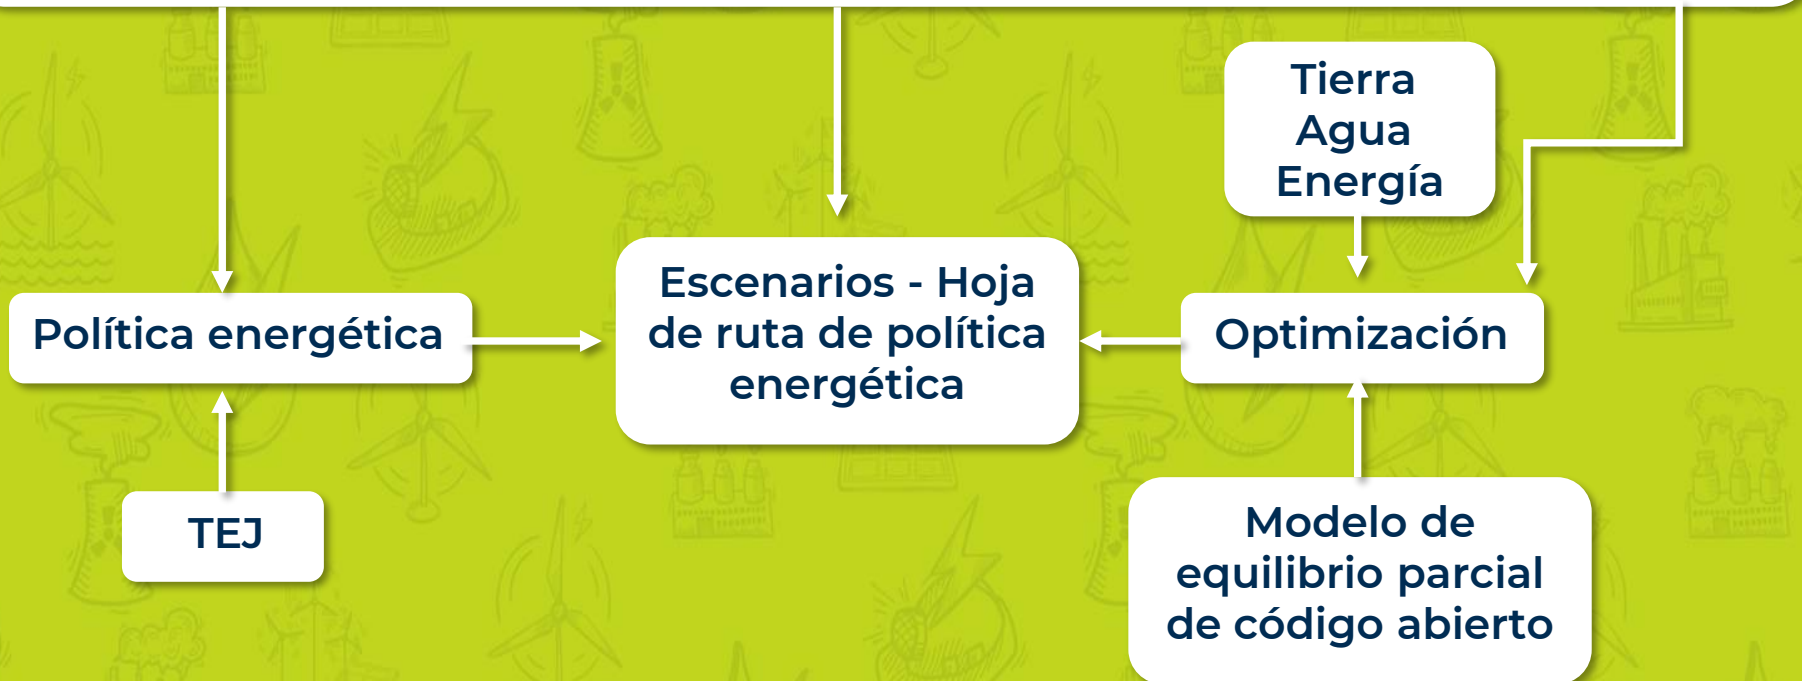 Tierra
Agua
Energía
Política energética
Escenarios - Hoja
de ruta de política
energética
Optimización
TEJ
Modelo de
equilibrio parcial
de código abierto